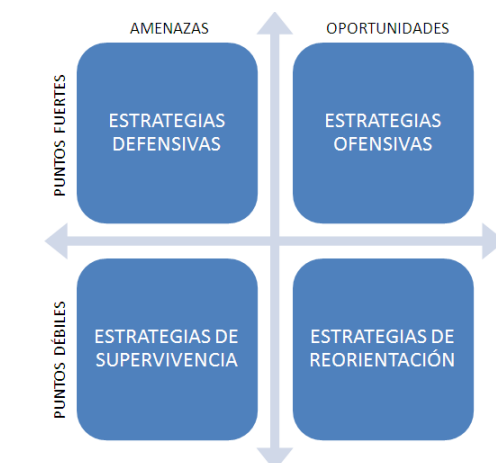 AMENAZAS
OPORTUNIDADES
PUNTOS FUERTES
ESTRATEGIAS
DEFENSIVAS
ESTRATEGIAS
OFENSIVAS
PUNTOS DÉBILES
ESTRATEGIAS DE
SUPERVIVENCIA
ESTRATEGIAS DE
REORIENTACIÓN